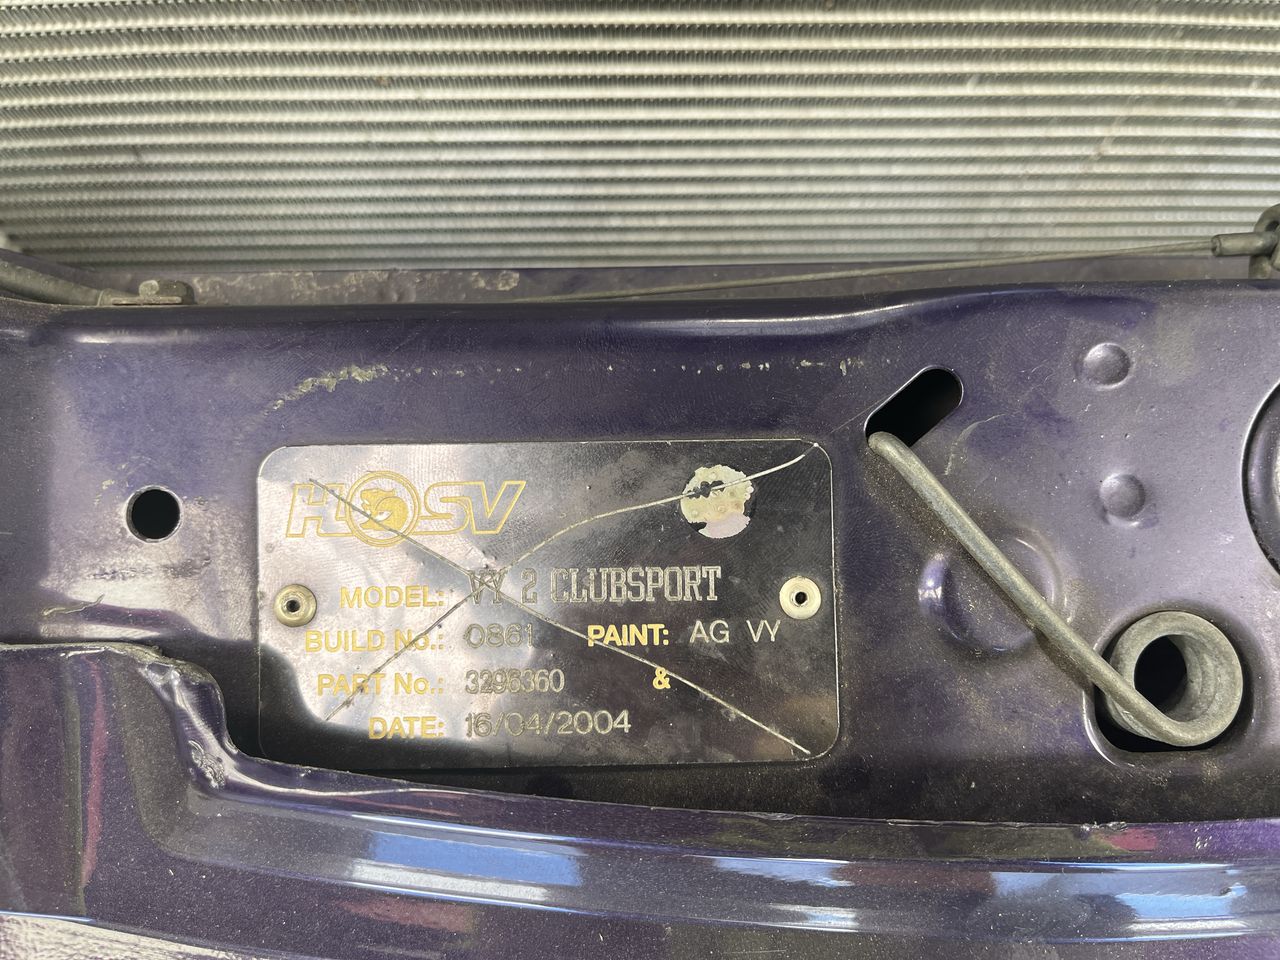 HSV
MODEL: VY 2 CLUBSPORT
BUILD No.: 0861 PAINT: AG VY
PART No.: 3296360 &
DATE: 16/04/2004